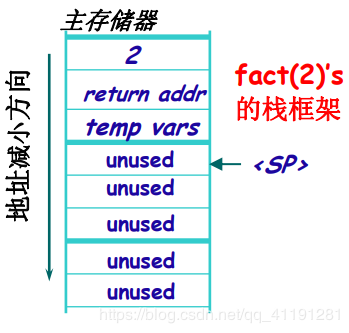 主存储器
2
return addr
temp vars
unused
unused
unused
unused
unused
地址减小方向
fact(2)'s
的栈框架
<SP>
https://blog.csdn.net/qq_41191281